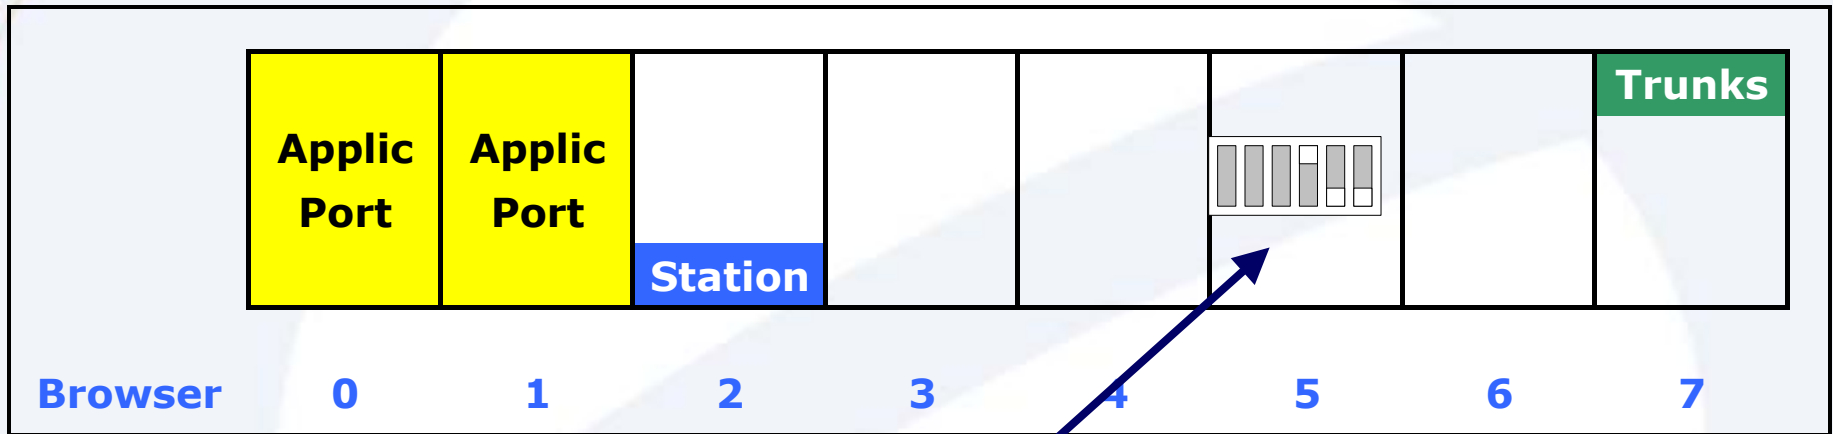 Trunks
Applic Port
Applic Port
Station
Browser 0 1 2 3 4 5 6 7